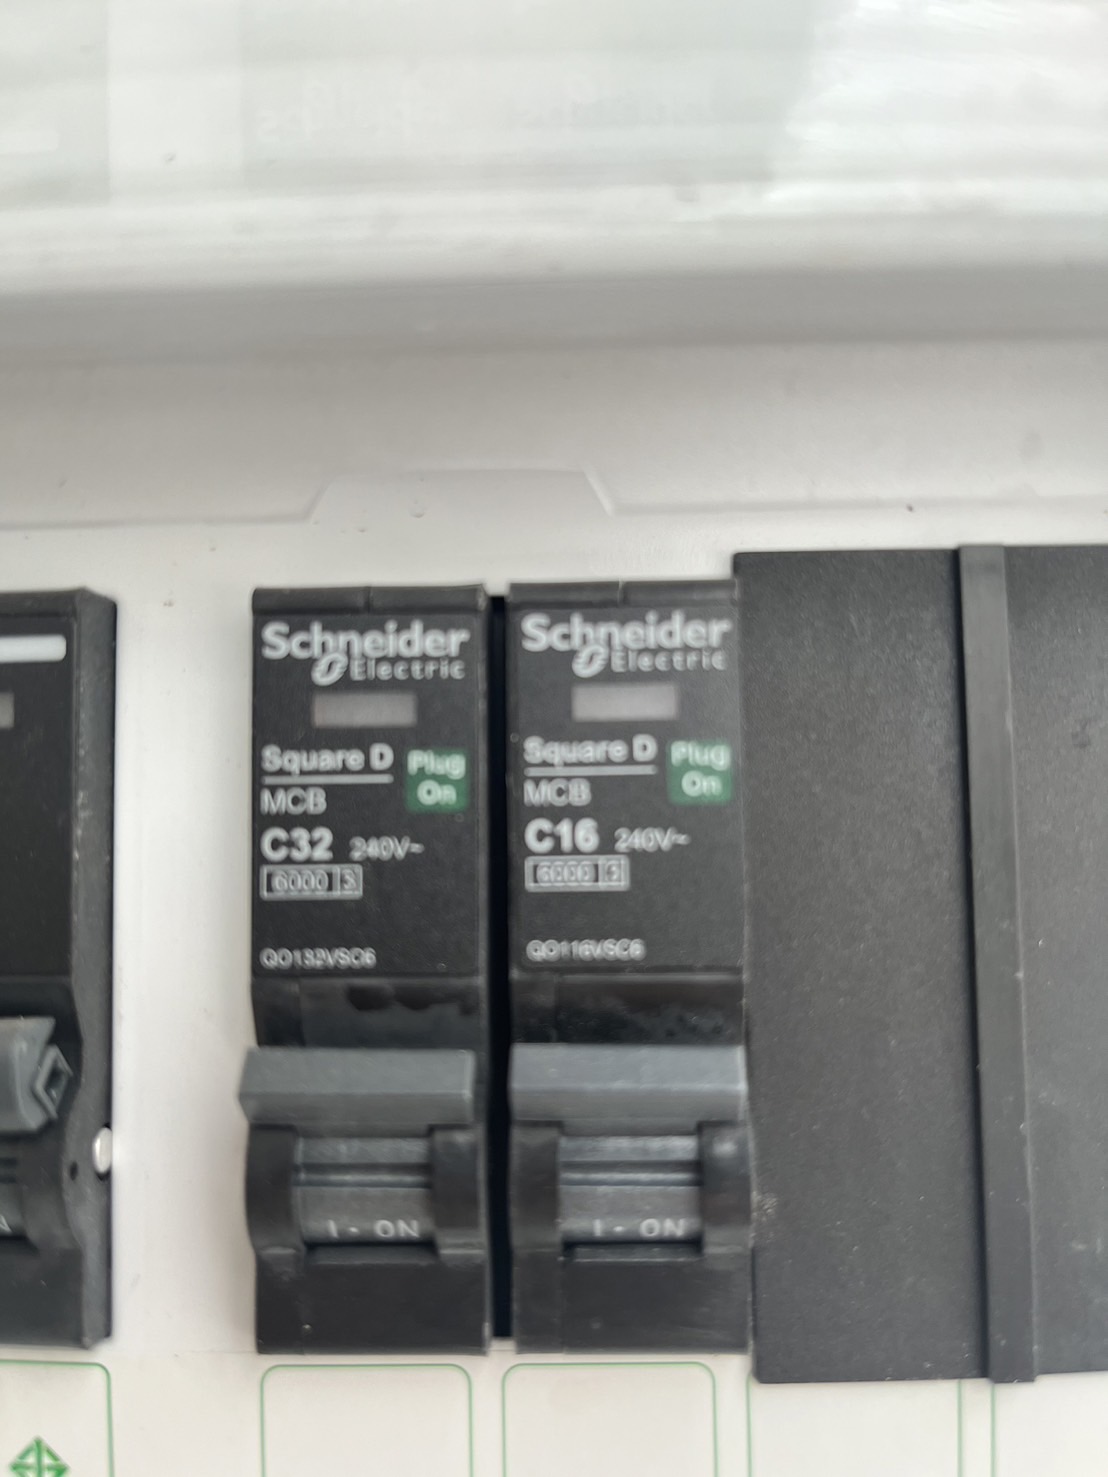 Schneider
Electric
Square D
Plug
On
MCB
C32 240V~
6000 3
QO132VSC6
I - ON
Schneider
Electric
Square D
Plug
On
MCB
C16 240V~
6000
QO116VSC6
I - ON